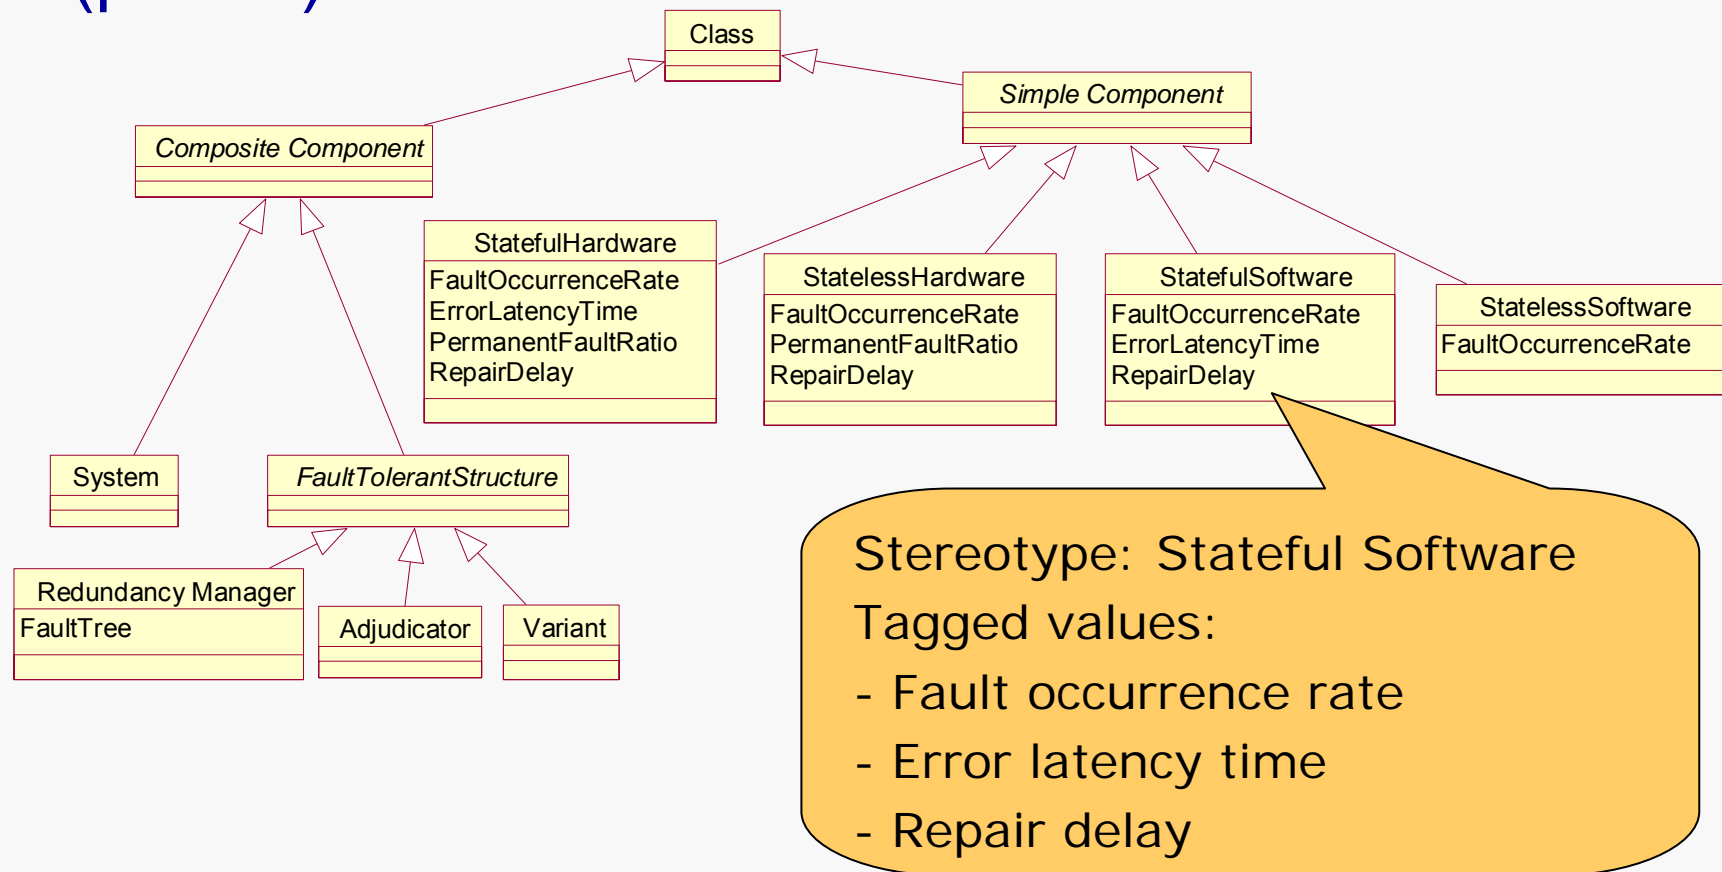 Class
Simple Component
Composite Component
StatefulHardware
FaultOccurrenceRate
ErrorLatencyTime
PermanentFaultRatio
RepairDelay
StatelessHardware
FaultOccurrenceRate
PermanentFaultRatio
RepairDelay
StatefulSoftware
FaultOccurrenceRate
ErrorLatencyTime
RepairDelay
StatelessSoftware
FaultOccurrenceRate
System
FaultTolerantStructure
Redundancy Manager
FaultTree
Adjudicator
Variant
Stereotype: Stateful Software
Tagged values:
- Fault occurrence rate
- Error latency time
- Repair delay